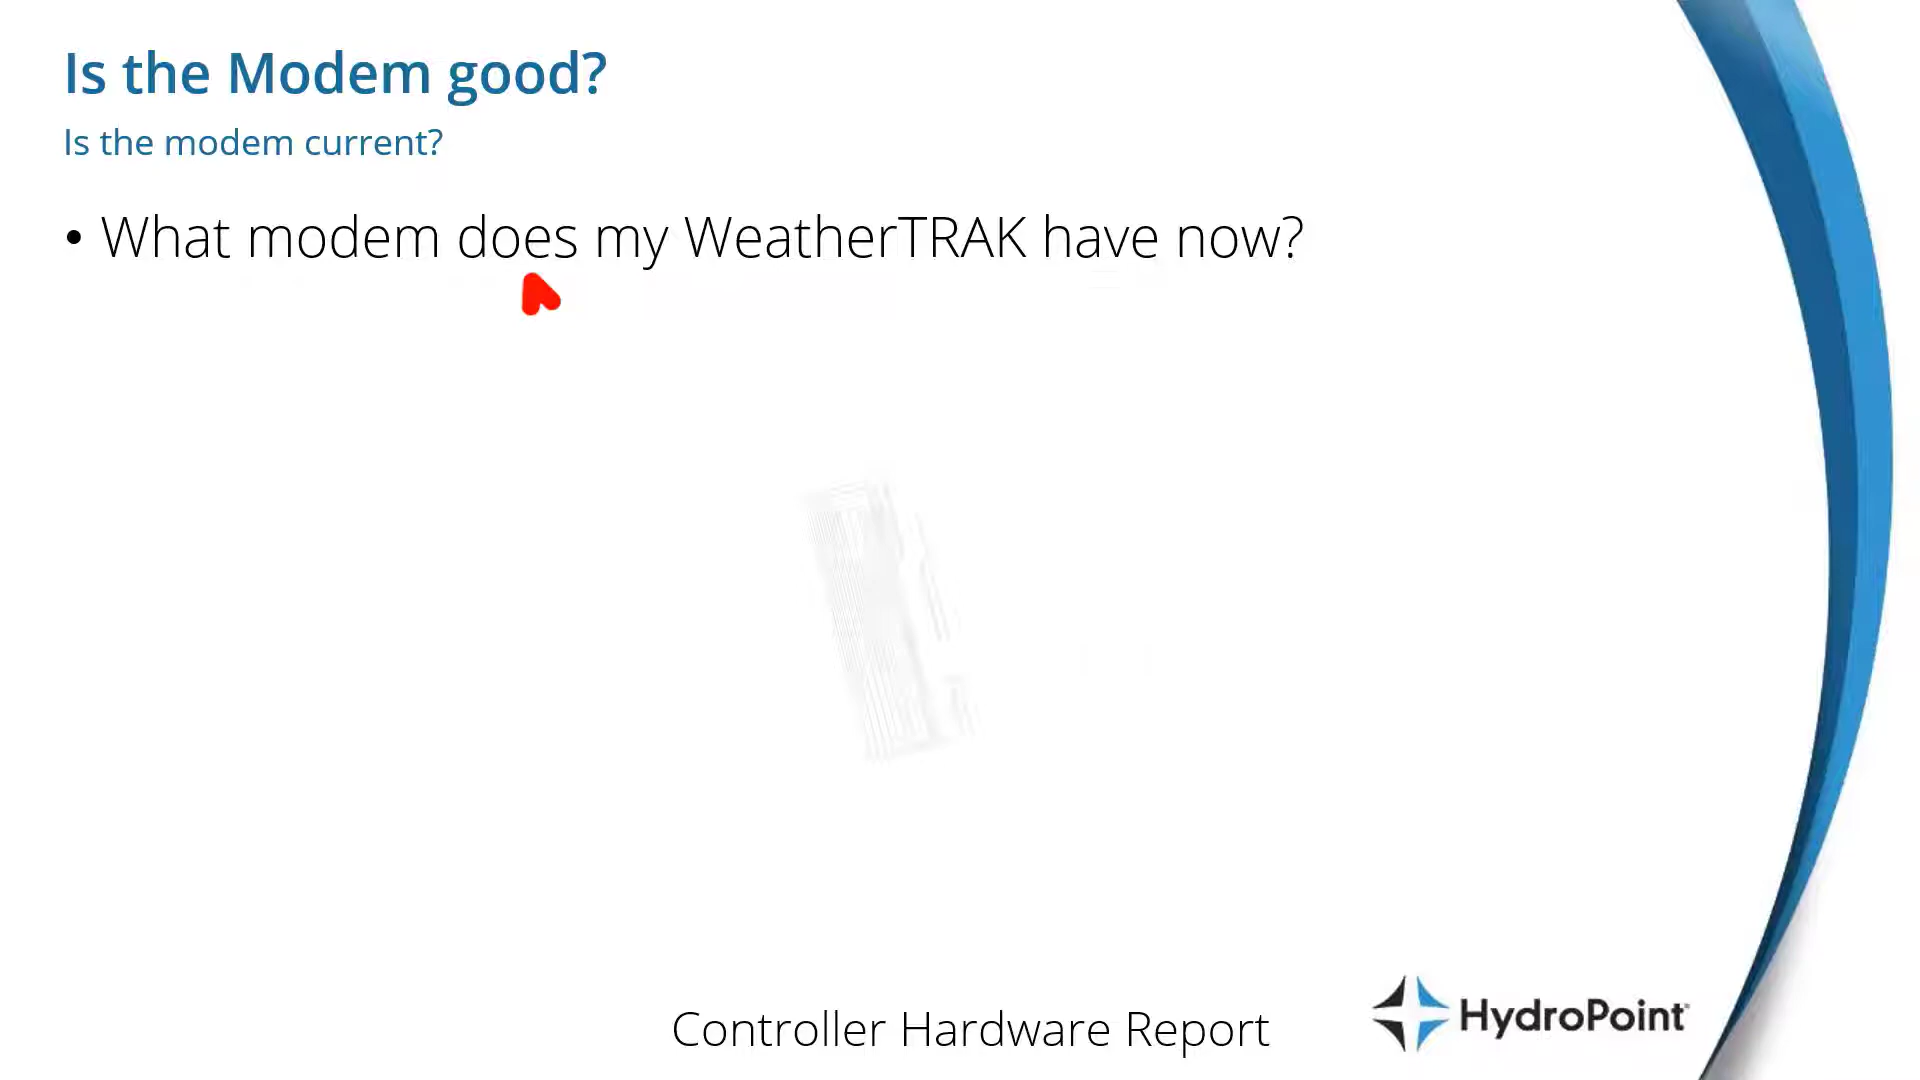 Is the Modem good?
Is the modem current?
• What modem does my WeatherTRAK have now?
Controller Hardware Report
HydroPoint